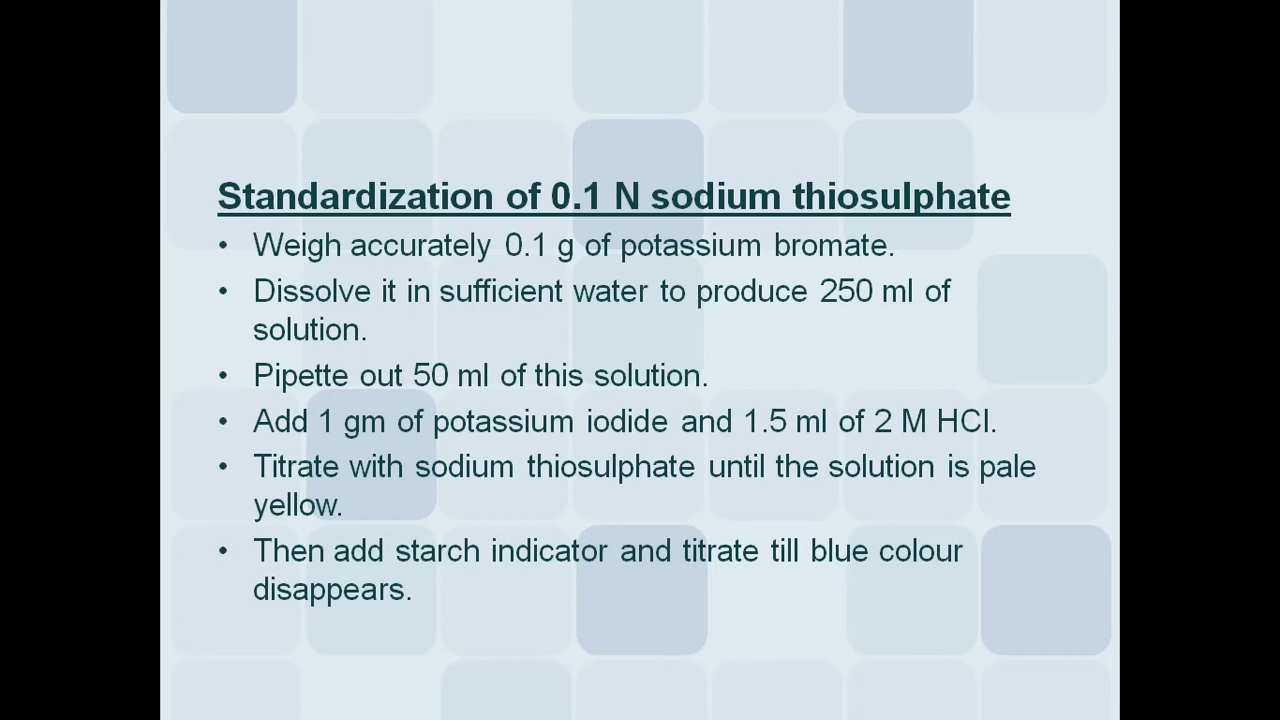 Standardization of 0.1 N sodium thiosulphate
• Weigh accurately 0.1 g of potassium bromate.
• Dissolve it in sufficient water to produce 250 ml of
solution.
• Pipette out 50 ml of this solution.
• Add 1 gm of potassium iodide and 1.5 ml of 2 M HCl.
• Titrate with sodium thiosulphate until the solution is pale
yellow.
• Then add starch indicator and titrate till blue colour
disappears.